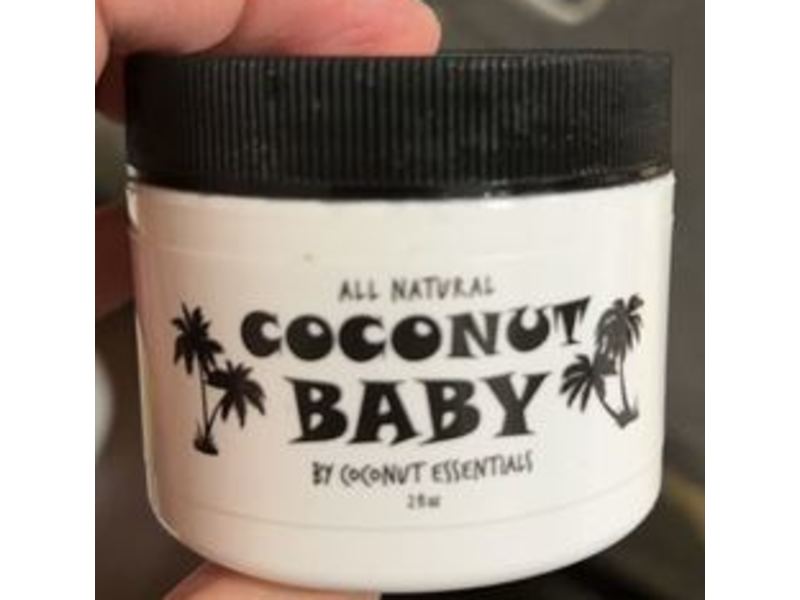 ALL NATURAL
COCONUT
BABY
BY COCONUT ESSENTIALS
2 fl oz